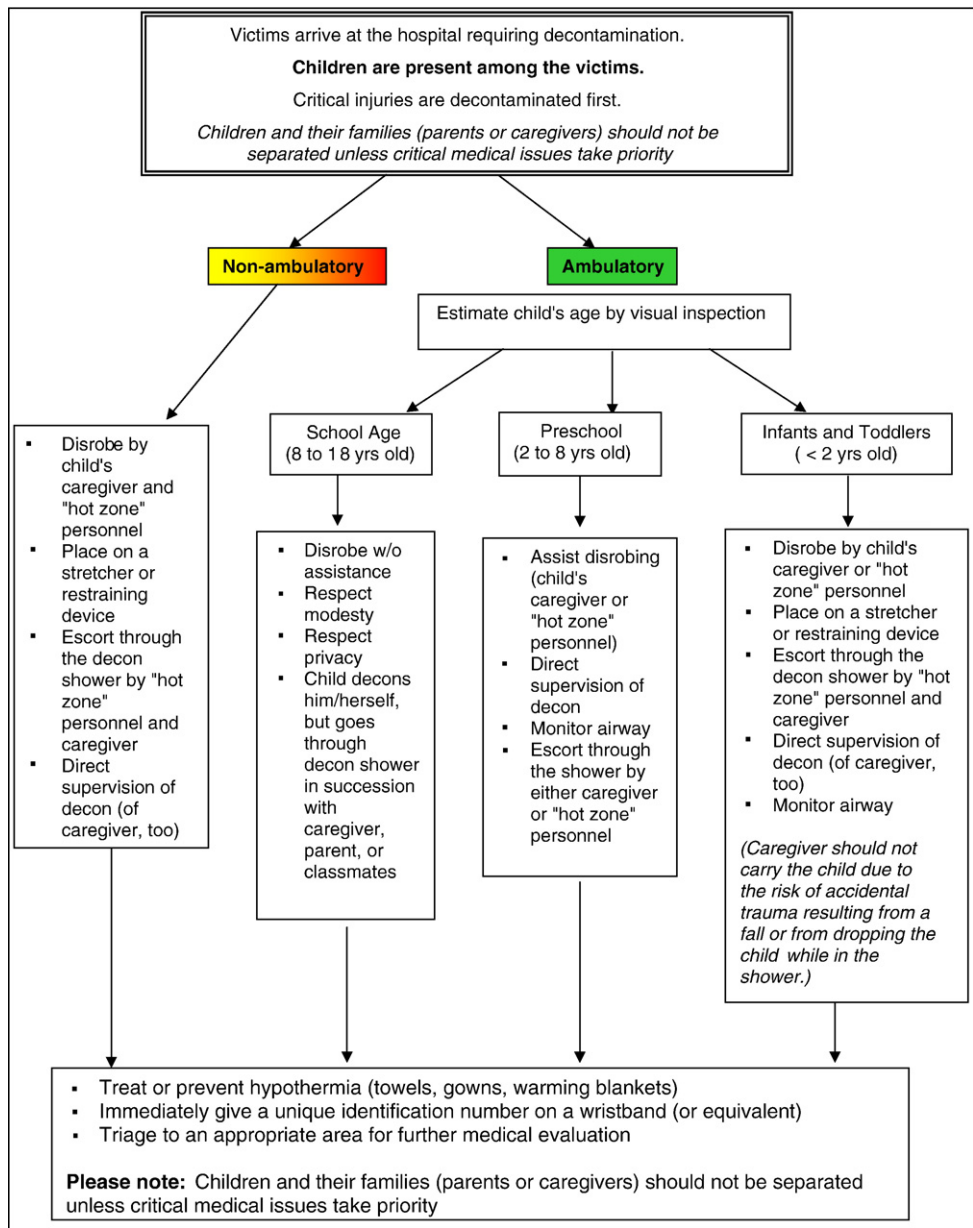 Victims arrive at the hospital requiring decontamination.
Children are present among the victims.
Critical injuries are decontaminated first.
Children and their families (parents or caregivers) should not be
separated unless critical medical issues take priority
Non-ambulatory
Ambulatory
Estimate child's age by visual inspection
▪ Disrobe by
child's
caregiver and
"hot zone"
personnel
▪ Place on a
stretcher or
restraining
device
▪ Escort through
the decon
shower by "hot
zone"
personnel and
caregiver
▪ Direct
supervision of
decon (of
caregiver, too)
School Age
(8 to 18 yrs old)
▪ Disrobe w/o
assistance
▪ Respect
modesty
▪ Respect
privacy
▪ Child decons
him/herself,
but goes
through
decon shower
in succession
with
caregiver,
parent, or
classmates
Preschool
(2 to 8 yrs old)
▪ Assist disrobing
(child's
caregiver or
"hot zone"
personnel)
▪ Direct
supervision of
decon
▪ Monitor airway
▪ Escort through
the shower by
either caregiver
or "hot zone"
personnel
Infants and Toddlers
( < 2 yrs old)
▪ Disrobe by child's
caregiver or "hot
zone" personnel
▪ Place on a stretcher
or restraining device
▪ Escort through the
decon shower by "hot
zone" personnel and
caregiver
▪ Direct supervision of
decon (of caregiver,
too)
▪ Monitor airway
(Caregiver should not
carry the child due to
the risk of accidental
trauma resulting from a
fall or from dropping the
child while in the
shower.)
▪ Treat or prevent hypothermia (towels, gowns, warming blankets)
▪ Immediately give a unique identification number on a wristband (or equivalent)
▪ Triage to an appropriate area for further medical evaluation
Please note: Children and their families (parents or caregivers) should not be separated
unless critical medical issues take priority